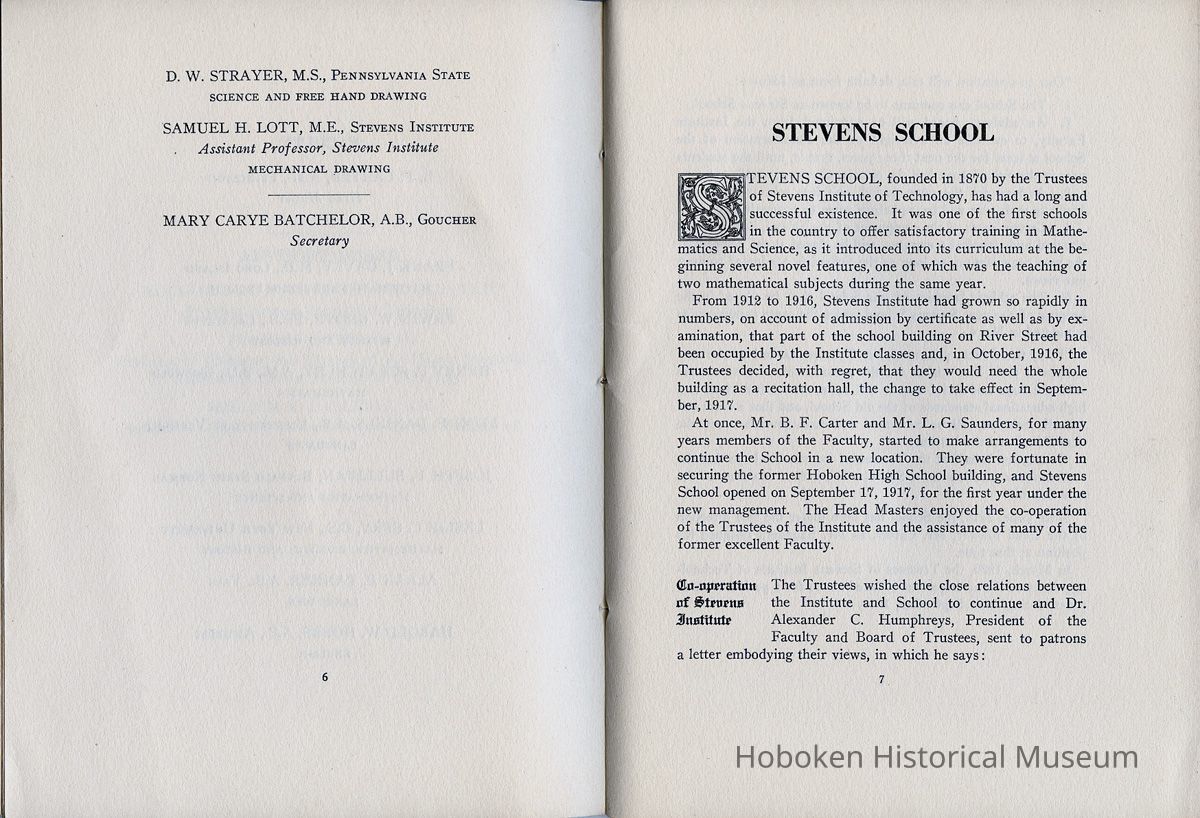 D. W. STRAYER, M.S., PENNSYLVANIA STATE
SCIENCE AND FREE HAND DRAWING
SAMUEL H. LOTT, M.E., STEVENS INSTITUTE
Assistant Professor, Stevens Institute
MECHANICAL DRAWING
MARY CARYE BATCHELOR, A.B., GOUCHER
Secretary
6
STEVENS SCHOOL
STEVENS SCHOOL, founded in 1870 by the Trustees
of Stevens Institute of Technology, has had a long and
successful existence. It was one of the first schools
in the country to offer satisfactory training in Mathe-
matics and Science, as it introduced into its curriculum at the be-
ginning several novel features, one of which was the teaching of
two mathematical subjects during the same year.
From 1912 to 1916, Stevens Institute had grown so rapidly in
numbers, on account of admission by certificate as well as by ex-
amination, that part of the school building on River Street had
been occupied by the Institute classes and, in October, 1916, the
Trustees decided, with regret, that they would need the whole
building as a recitation hall, the change to take effect in Septem-
ber, 1917.
At once, Mr. B. F. Carter and Mr. L. G. Saunders, for many
years members of the Faculty, started to make arrangements to
continue the School in a new location. They were fortunate in
securing the former Hoboken High School building, and Stevens
School opened on September 17, 1917, for the first year under the
new management. The Head Masters enjoyed the co-operation
of the Trustees of the Institute and the assistance of many of the
former excellent Faculty.
Co-operation
of Stevens
Institute
The Trustees wished the close relations between
the Institute and School to continue and Dr.
Alexander C. Humphreys, President of the
Faculty and Board of Trustees, sent to patrons
a letter embodying their views, in which he says:
7
Hoboken Historical Museum